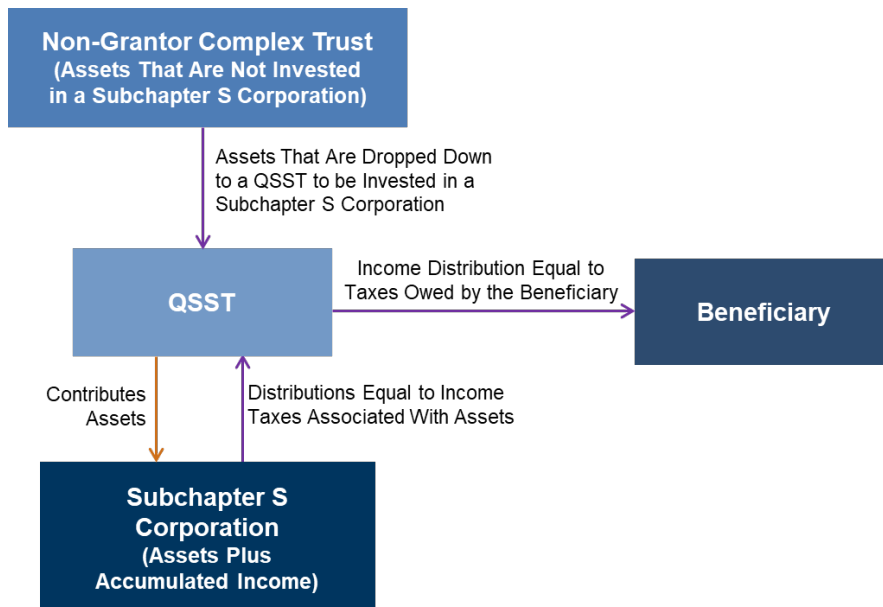 Non-Grantor Complex Trust
(Assets That Are Not Invested
in a Subchapter S Corporation)
Assets That Are Dropped Down
to a QSST to be Invested in a
Subchapter S Corporation
QSST
Income Distribution Equal to
Taxes Owed by the Beneficiary
Beneficiary
Contributes
Assets
Distributions Equal to Income
Taxes Associated With Assets
Subchapter S
Corporation
(Assets Plus
Accumulated Income)